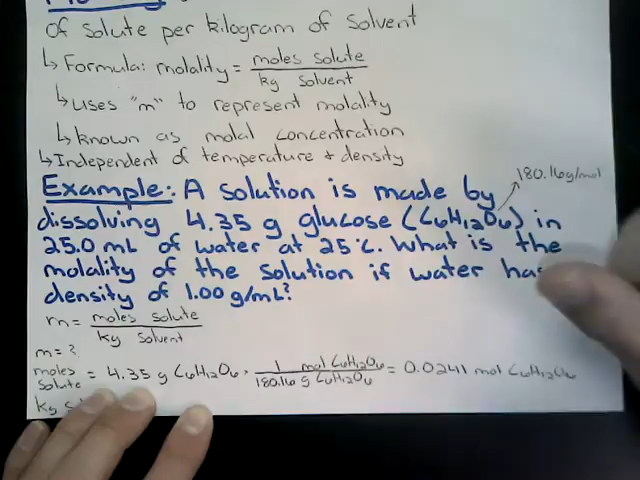 of solute per kilogram of solvent
↳ Formula: molality = moles solute / kg solvent
↳ Uses "m" to represent molality
↳ known as molal concentration
↳ Independent of temperature + density
180.16g/mol
Example: A solution is made by
dissolving 4.35 g glucose (C₆H₁₂O₆) in
25.0 mL of water at 25°C. What is the
molality of the solution if water has
density of 1.00 g/mL?
m = moles solute / kg solvent
m = ?
moles solute = 4.35 g C₆H₁₂O₆ · 1 mol C₆H₁₂O₆ / 180.16 g C₆H₁₂O₆ = 0.0241 mol C₆H₁₂O₆
kg